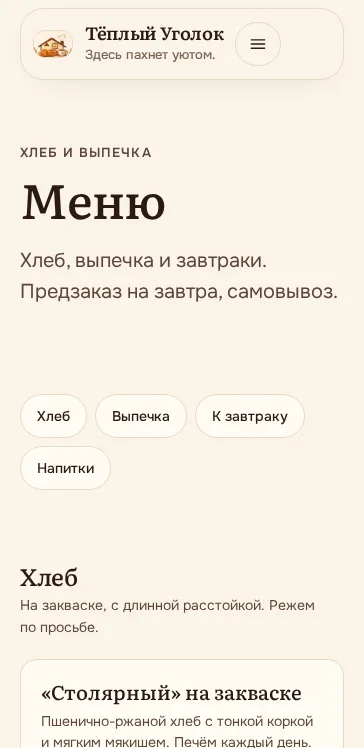 Тёплый Уголок
Здесь пахнет уютом.
ХЛЕБ И ВЫПЕЧКА
Меню
Хлеб, выпечка и завтраки.
Предзаказ на завтра, самовывоз.
Хлеб
Выпечка
К завтраку
Напитки
Хлеб
На закваске, с длинной расстойкой. Режем
по просьбе.
«Столярный» на закваске
Пшенично-ржаной хлеб с тонкой коркой
и мягким мякишем. Печём каждый день.